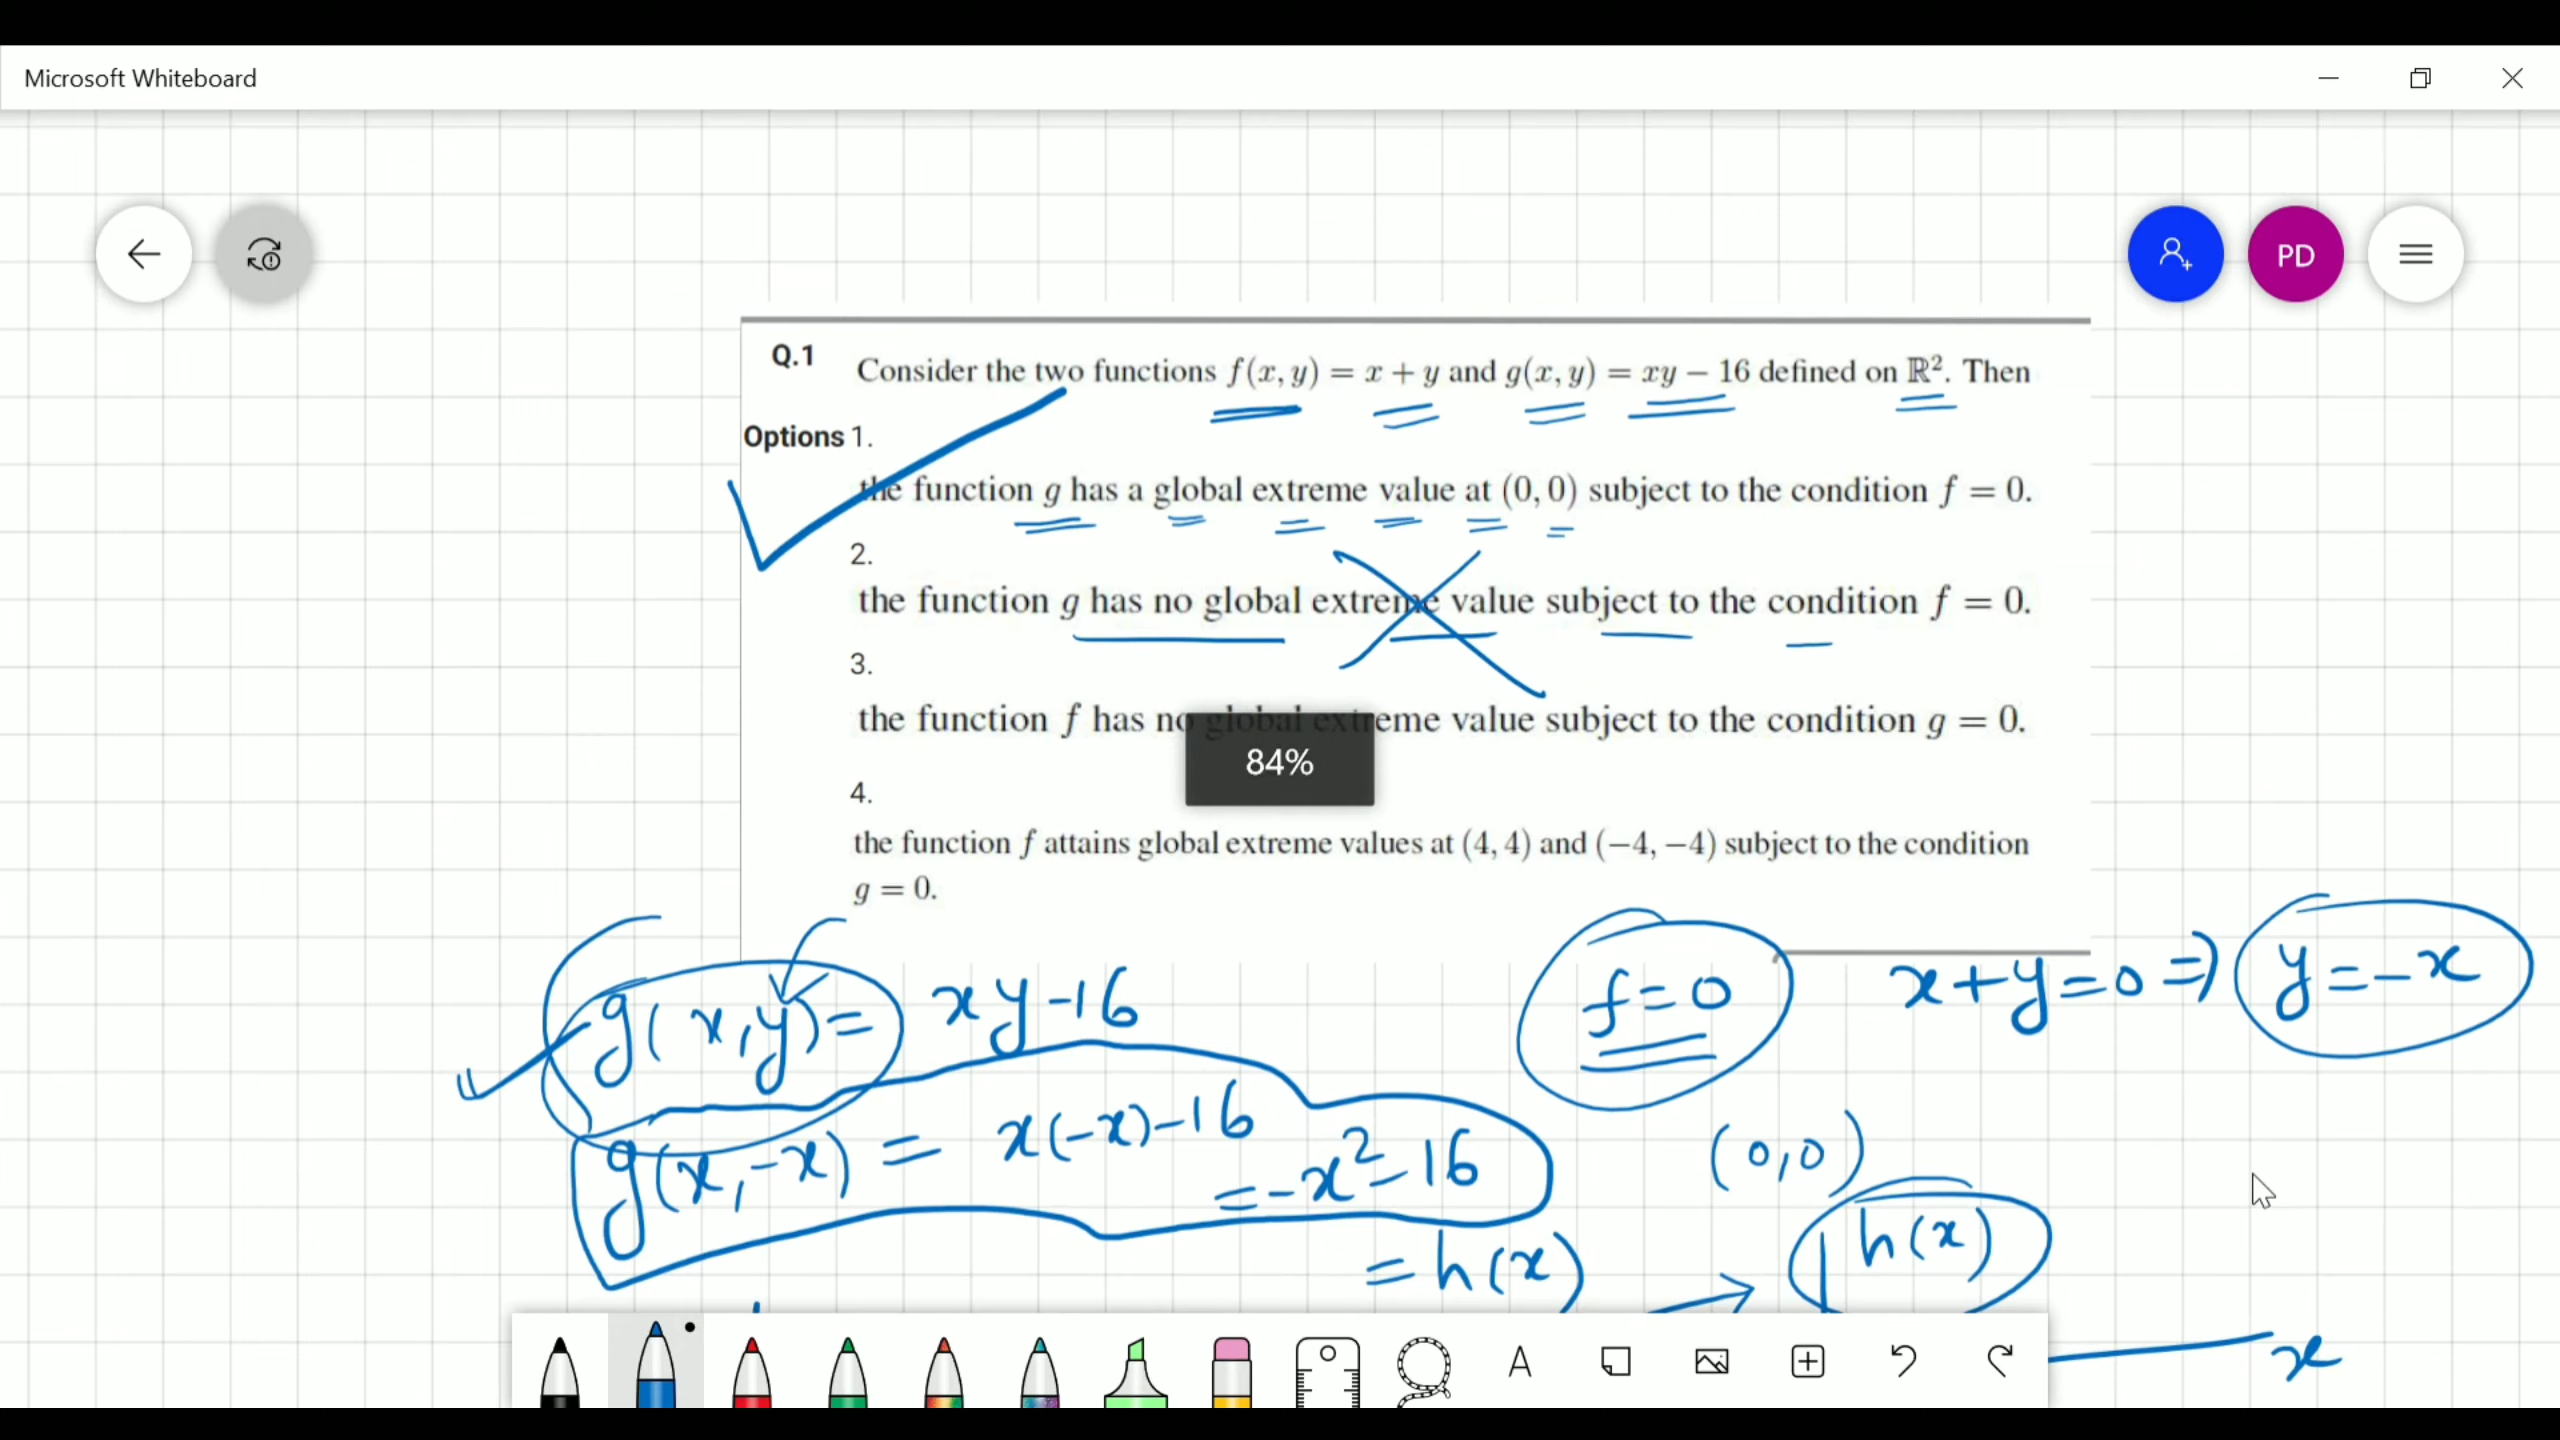 Microsoft Whiteboard
PD
Q.1 Consider the two functions f(x, y) = x + y and g(x, y) = xy − 16 defined on ℝ². Then
Options 1.
the function g has a global extreme value at (0, 0) subject to the condition f = 0.
2.
the function g has no global extreme value subject to the condition f = 0.
3.
the function f has no global extreme value subject to the condition g = 0.
84%
4.
the function f attains global extreme values at (4, 4) and (−4, −4) subject to the condition
g = 0.
g(x,y) = xy-16 f=0 x+y=0 ⇒ y=-x
g(x,-x) = x(-x)-16
= -x²-16 (0,0)
= h(x) → h(x)
x